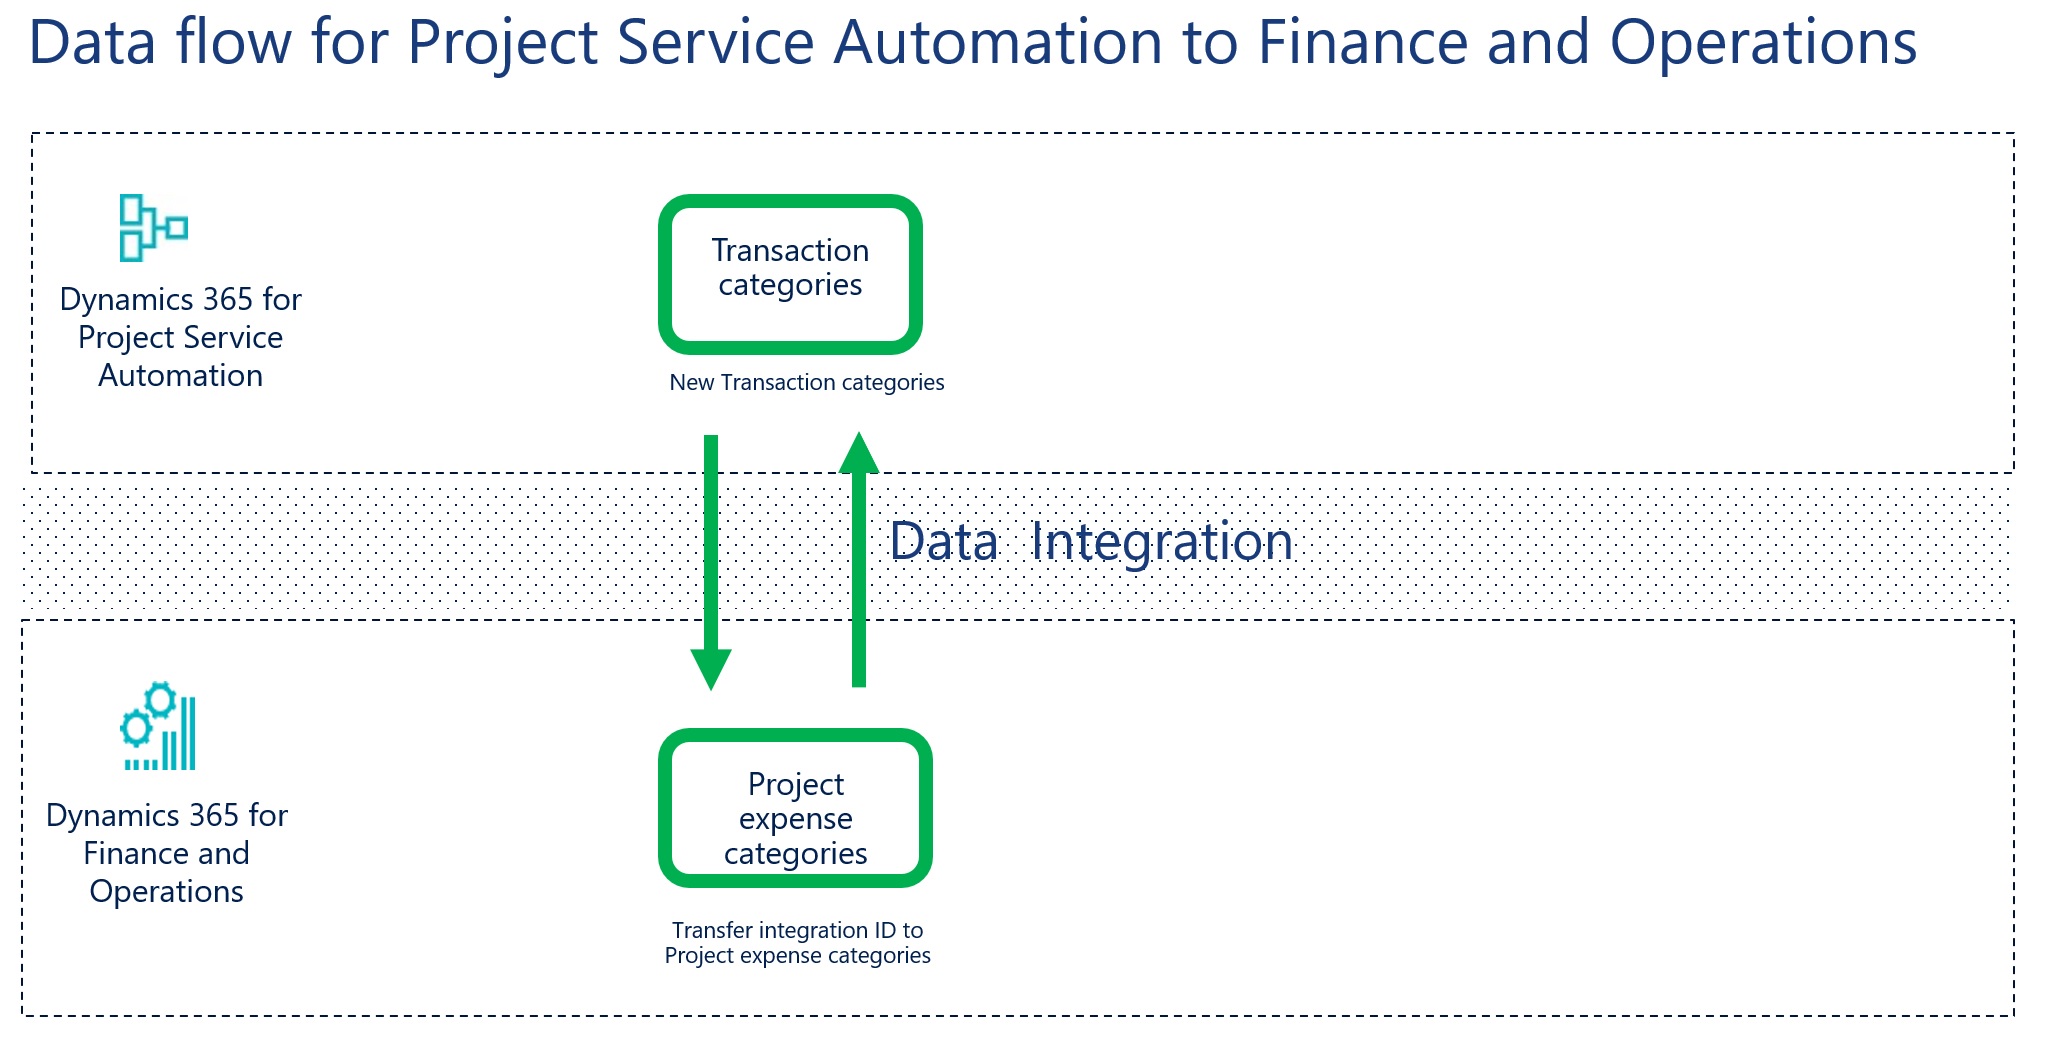 Data flow for Project Service Automation to Finance and Operations
Dynamics 365 for
Project Service
Automation
Transaction
categories
New Transaction categories
Data Integration
Dynamics 365 for
Finance and
Operations
Project
expense
categories
Transfer integration ID to
Project expense categories